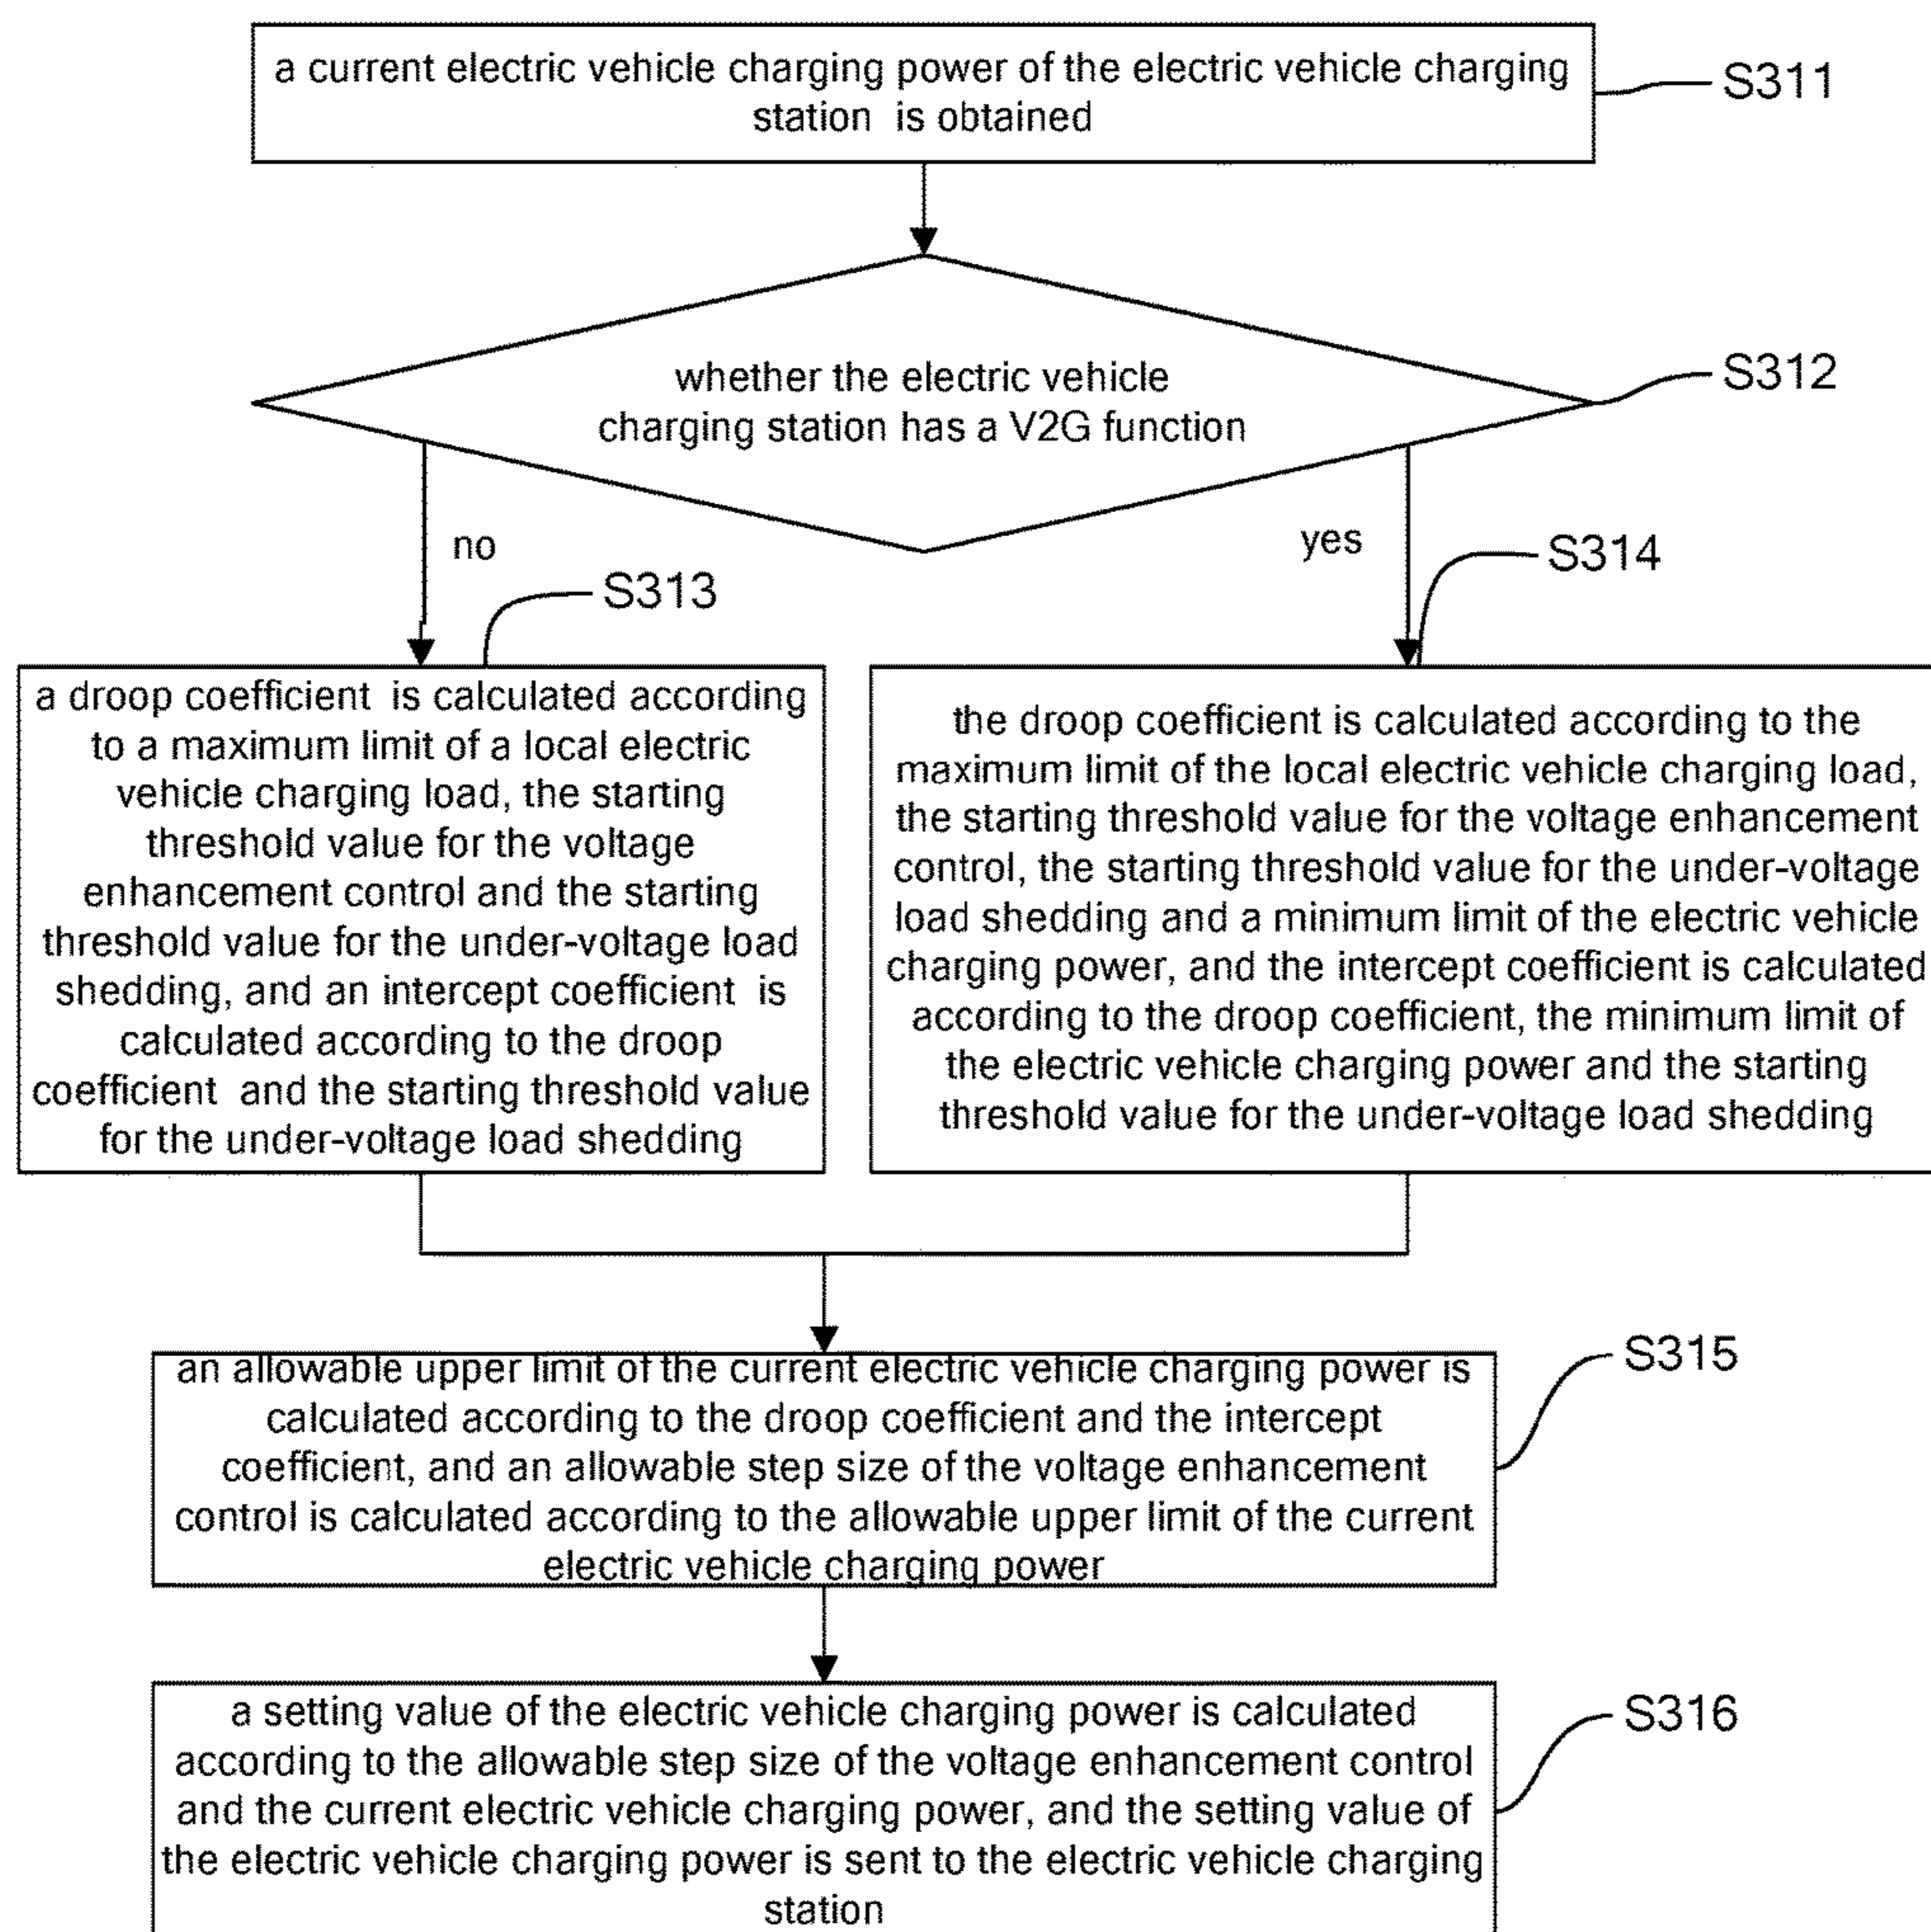 a current electric vehicle charging power of the electric vehicle charging
station is obtained
S311
whether the electric vehicle
charging station has a V2G function
S312
no
yes
S313
S314
a droop coefficient is calculated according
to a maximum limit of a local electric
vehicle charging load, the starting
threshold value for the voltage
enhancement control and the starting
threshold value for the under-voltage load
shedding, and an intercept coefficient is
calculated according to the droop
coefficient and the starting threshold value
for the under-voltage load shedding
the droop coefficient is calculated according to the
maximum limit of the local electric vehicle charging load,
the starting threshold value for the voltage enhancement
control, the starting threshold value for the under-voltage
load shedding and a minimum limit of the electric vehicle
charging power, and the intercept coefficient is calculated
according to the droop coefficient, the minimum limit of
the electric vehicle charging power and the starting
threshold value for the under-voltage load shedding
an allowable upper limit of the current electric vehicle charging power is
calculated according to the droop coefficient and the intercept
coefficient, and an allowable step size of the voltage enhancement
control is calculated according to the allowable upper limit of the current
electric vehicle charging power
S315
a setting value of the electric vehicle charging power is calculated
according to the allowable step size of the voltage enhancement control
and the current electric vehicle charging power, and the setting value of
the electric vehicle charging power is sent to the electric vehicle charging
station
S316